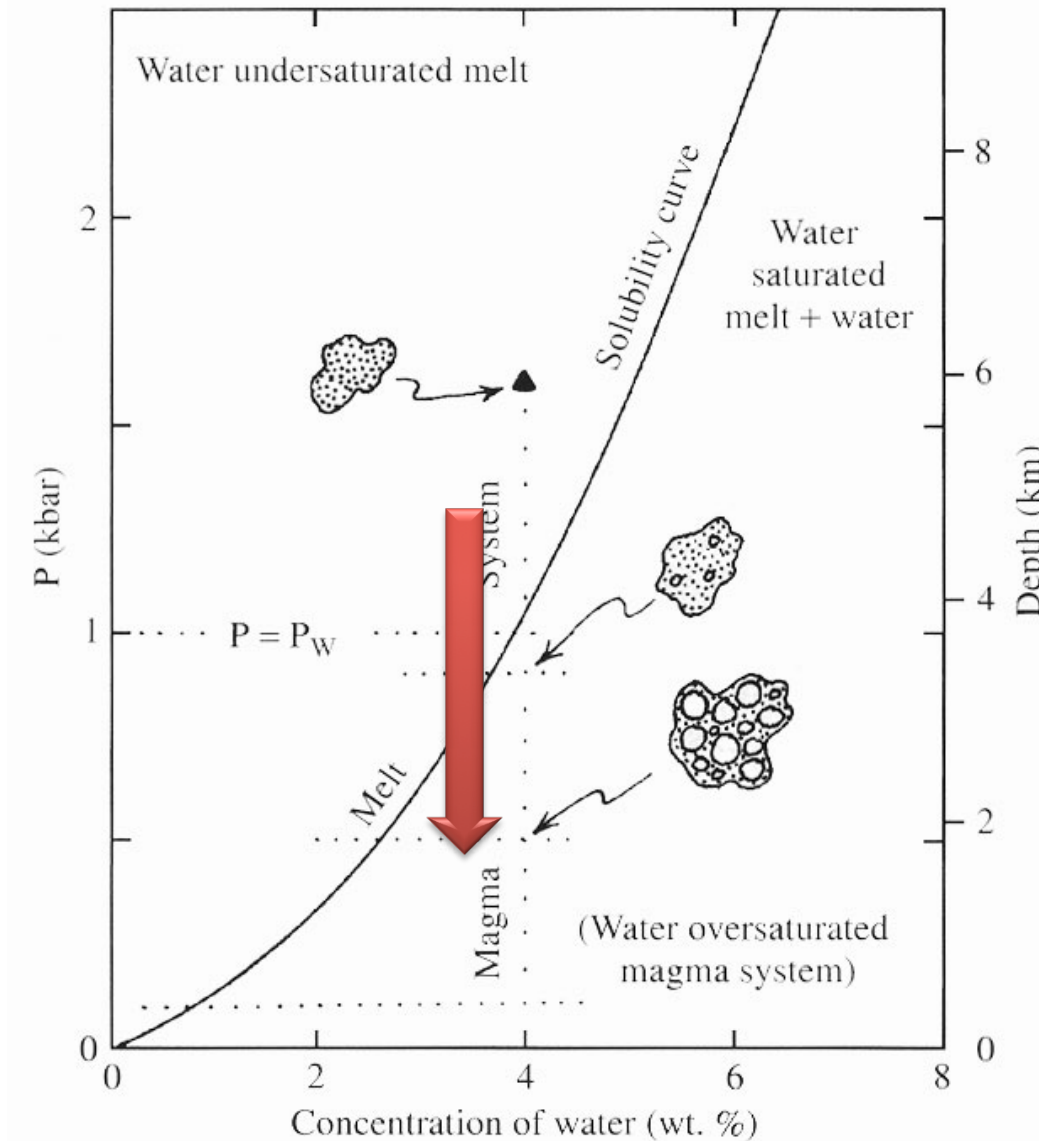 Water undersaturated melt
8
2
Solubility curve
Water
saturated
melt + water
6
P (kbar)
System
Depth (km)
4
1
P = PW
Melt
2
Magma
(Water oversaturated
magma system)
0
0
0
2
4
6
8
Concentration of water (wt. %)